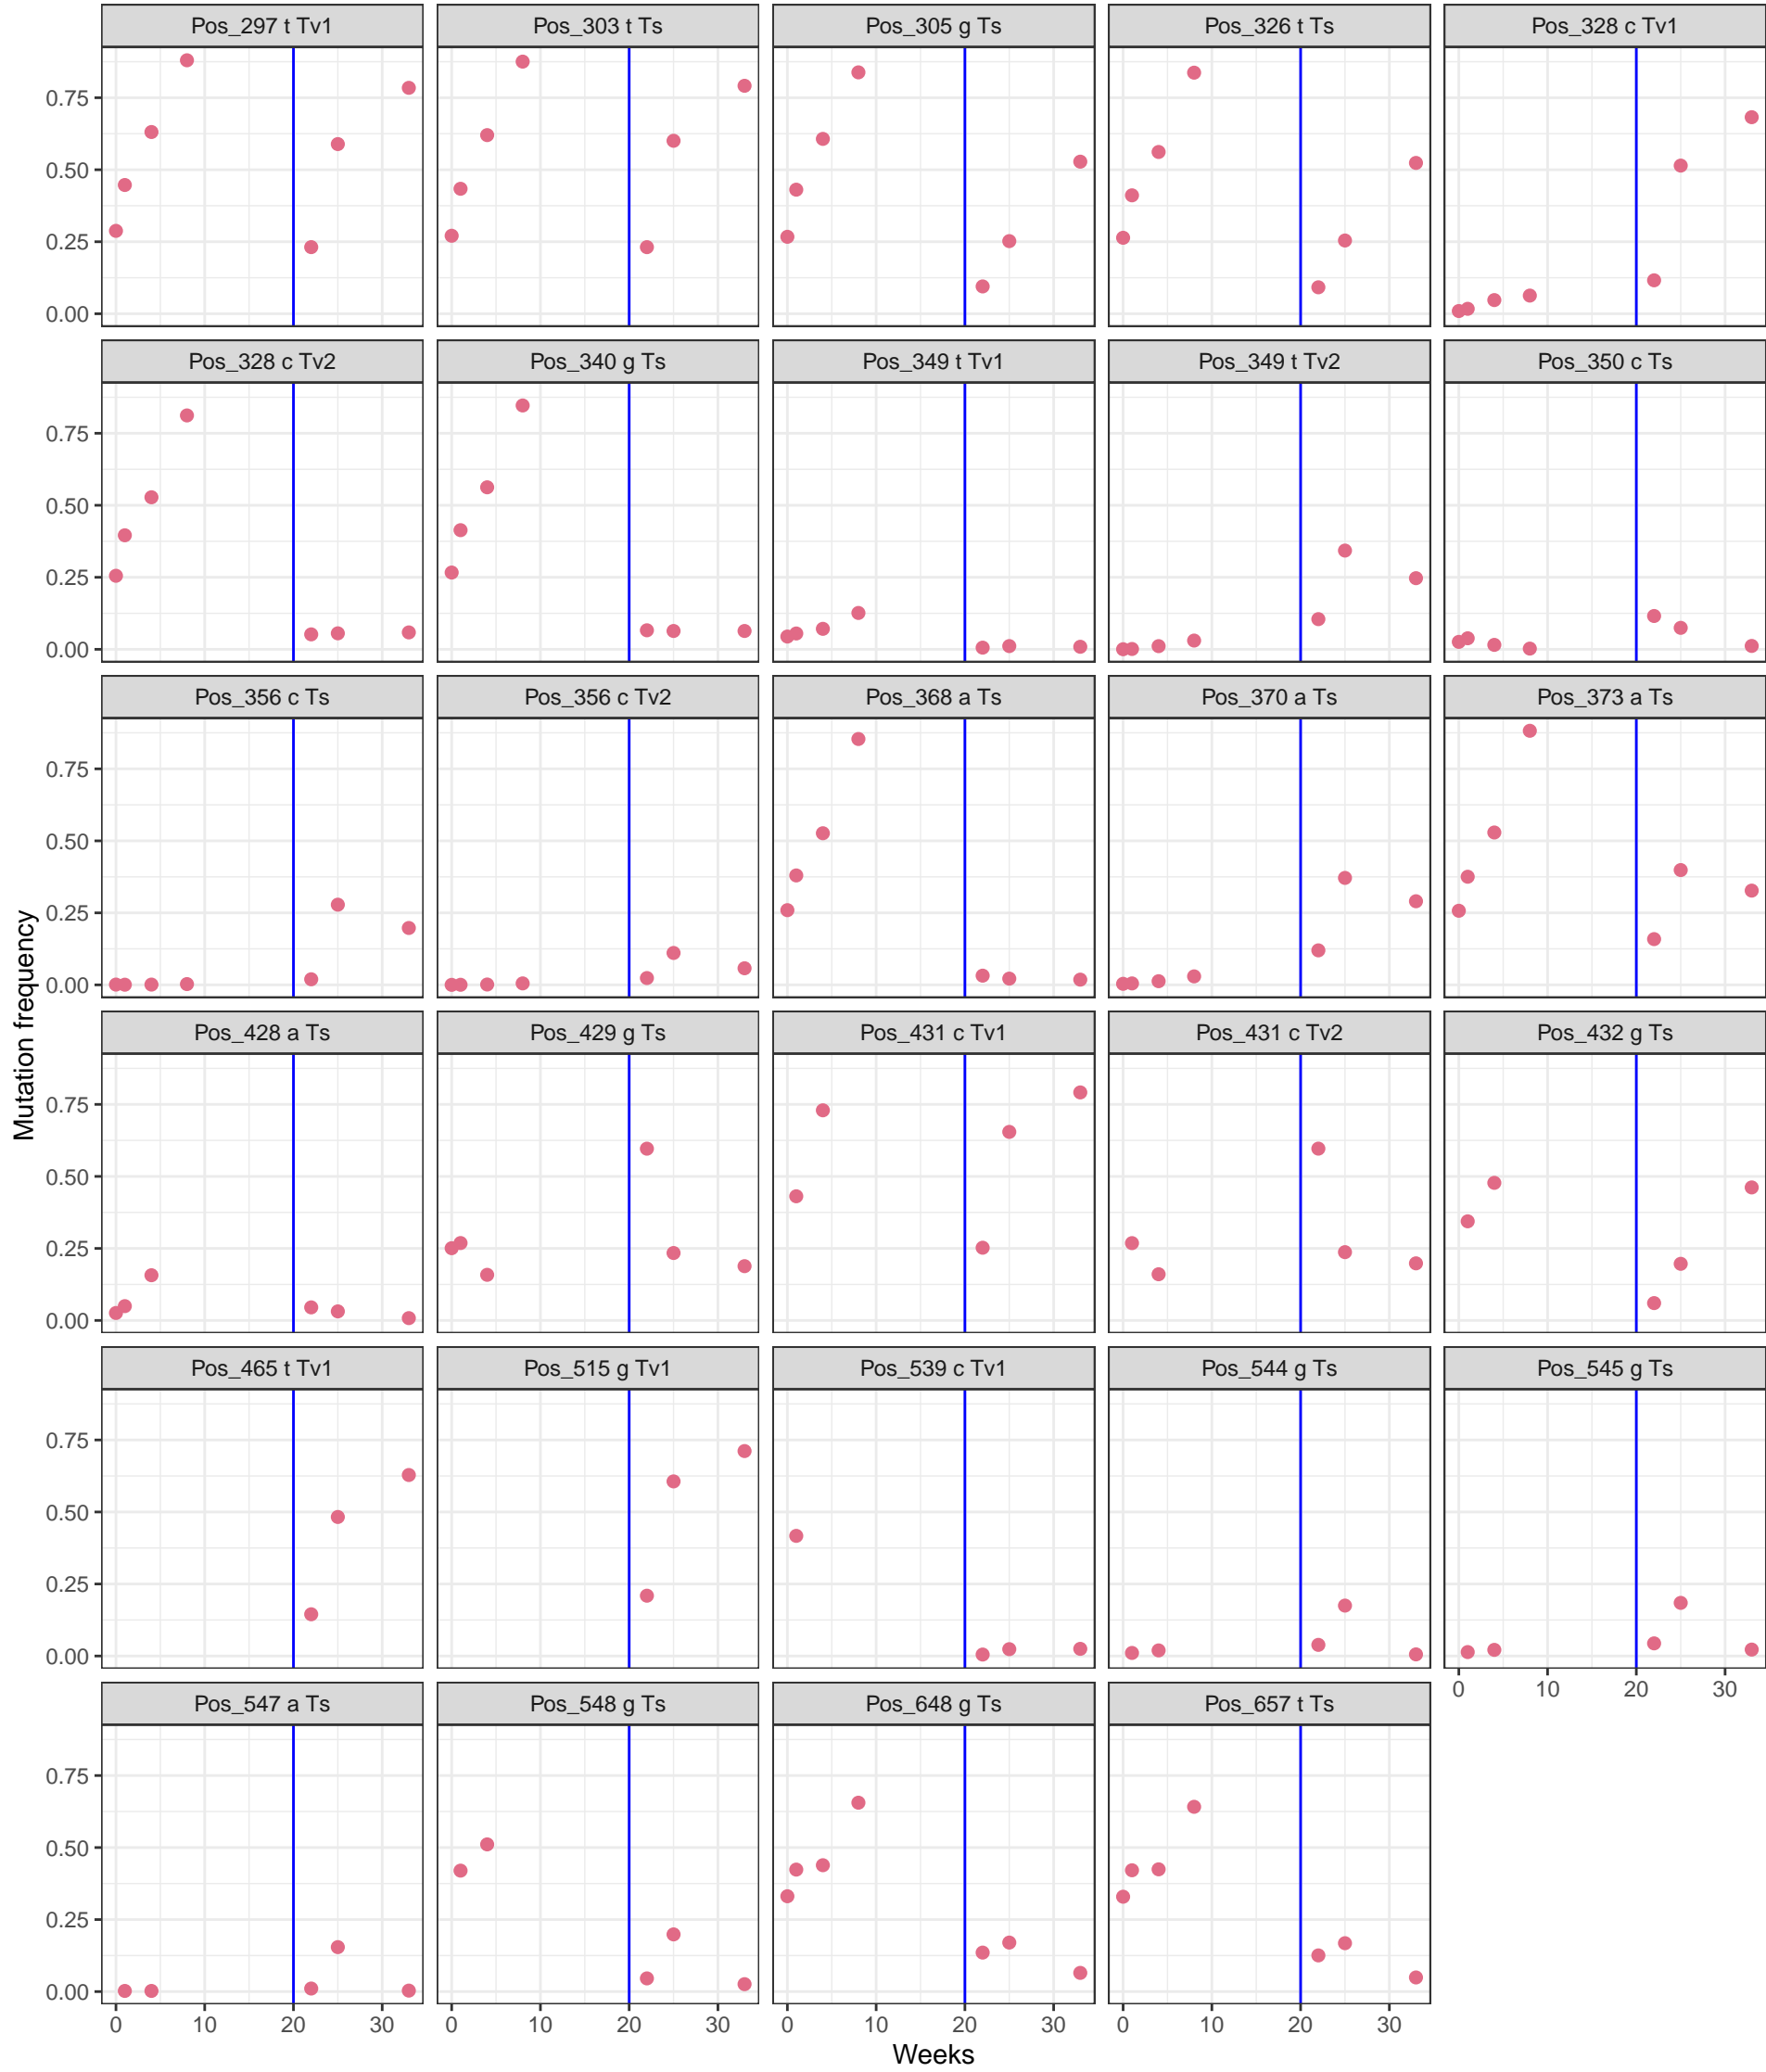 Pos_297 t Tv1
Pos_303 t Ts
Pos_305 g Ts
Pos_326 t Ts
Pos_328 c Tv1
0.75
0.50
0.25
0.00
Pos_328 c Tv2
Pos_340 g Ts
Pos_349 t Tv1
Pos_349 t Tv2
Pos_350 c Ts
0.75
0.50
0.25
0.00
Pos_356 c Ts
Pos_356 c Tv2
Pos_368 a Ts
Pos_370 a Ts
Pos_373 a Ts
0.75
0.50
0.25
0.00
Mutation frequency
Pos_428 a Ts
Pos_429 g Ts
Pos_431 c Tv1
Pos_431 c Tv2
Pos_432 g Ts
0.75
0.50
0.25
0.00
Pos_465 t Tv1
Pos_515 g Tv1
Pos_539 c Tv1
Pos_544 g Ts
Pos_545 g Ts
0.75
0.50
0.25
0.00
0 10 20 30
Pos_547 a Ts
Pos_548 g Ts
Pos_648 g Ts
Pos_657 t Ts
0.75
0.50
0.25
0.00
0 10 20 30
0 10 20 30
0 10 20 30
0 10 20 30
Weeks